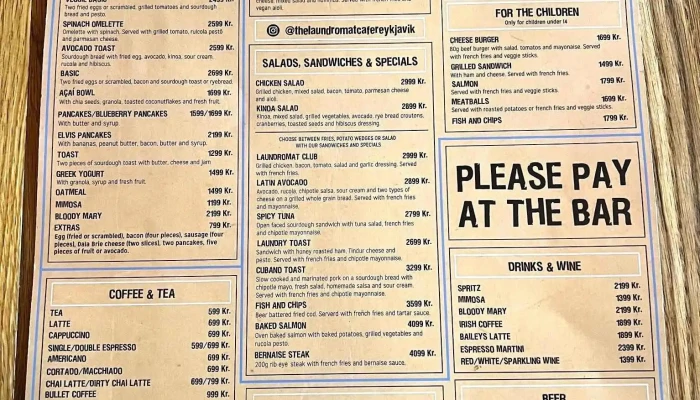 VEGGIE BASIC 2499 Kr.
Two fried eggs or scrambled, grilled tomatoes and sourdough
bread and pesto.
SPINACH OMELETTE 2599 Kr.
Omelette with spinach. Served with grilled tomato, rucola pesto
and parmesan cheese.
AVOCADO TOAST 2599 Kr.
Sourdough bread with fried egg, avocado, kinoa, sour cream,
rucola and hibiscus.
BASIC 2699 Kr.
Two fried eggs or scrambled, bacon and sourdough toast or ryebread.
AÇAÍ BOWL 1699 Kr.
With chia seeds, granola, toasted coconutflakes and fresh fruit.
PANCAKES/BLUEBERRY PANCAKES 1599/1699 Kr.
With butter and syrup.
ELVIS PANCAKES 2199 Kr.
With bananas, peanut butter, bacon, butter and syrup.
TOAST 1299 Kr.
Two pieces of sourdough toast with butter, cheese and jam
GREEK YOGURT 1499 Kr.
With granola, syrup and fresh fruit.
OATMEAL 1499 Kr.
MIMOSA 1199 Kr.
BLOODY MARY 2199 Kr.
EXTRAS 799 Kr.
Egg (fried or scrambled), bacon (four pieces), sausage (four
pieces), Daia brie cheese (two slices), two pancakes, five
pieces of fruit or avocado.
COFFEE & TEA
TEA 599 Kr.
LATTE 699 Kr.
CAPPUCCINO 699 Kr.
SINGLE/DOUBLE ESPRESSO 599/699 Kr.
AMERICANO 699 Kr.
CORTADO/MACCHIADO 699 Kr.
CHAI LATTE/DIRTY CHAI LATTE 699/799 Kr.
BULLET COFFEE 999 Kr.
vegan aioli.
@thelaundromatcafereykjavik
SALADS, SANDWICHES & SPECIALS
CHICKEN SALAD 2999 Kr.
Grilled chicken, mixed salad, bacon, tomato, parmesan cheese
and aioli.
KINOA SALAD 2899 Kr.
Kinoa, mixed salad, grilled vegetables, avocado, rye bread croutons,
cranberries, toasted seeds and hibiscus dressing.
CHOOSE BETWEEN FRIES, POTATO WEDGES OR SALAD
WITH OUR SANDWICHES AND SPECIALS
LAUNDROMAT CLUB 2999 Kr.
Grilled chicken, bacon, tomato, salad and garlic dressing. Served
with french fries.
LATIN AVOCADO 2899 Kr.
Avocado, rucola, chipotle salsa, sour cream and two types of
cheese on a grilled whole grain bread. Served with french fries
and mayonnaise.
SPICY TUNA 2799 Kr.
Open faced sourdough sandwich with tuna salad, french fries
and chipotle mayonnaise.
LAUNDRY TOAST 2699 Kr.
Sandwich with honey roasted ham, Tindur cheese and
pesto. Served with french fries and chipotle mayonnaise.
CUBANO TOAST 3299 Kr.
Slow cooked and marinated pork on a sourdough bread with
chipotle mayo, fresh salad, homemade salsa and sour cream.
Served with french fries and chipotle mayonnaise.
FISH AND CHIPS 3599 Kr.
Beer battered fried cod. Served with french fries and tartar sauce.
BAKED SALMON 4099 Kr.
Oven baked salmon with baked potatoes, grilled vegetables and
rucola pesto.
BERNAISE STEAK 4099 Kr.
200g rib eye steak with french fries and bernaise sauce.
FOR THE CHILDREN
Only for children under 14
CHEESE BURGER 1699 Kr.
80g beef burger with salad, tomatoes and mayonaise. Served
with french fries and veggie sticks.
GRILLED SANDWICH 1499 Kr.
With ham and cheese. Served with french fries.
SALMON 1799 Kr.
Served with french fries and veggie sticks.
MEATBALLS 1699 Kr.
Served with roasted potatoes or french fries and veggie sticks.
FISH AND CHIPS 1799 Kr.
PLEASE PAY
AT THE BAR
DRINKS & WINE
SPRITZ 2199 Kr.
MIMOSA 1399 Kr.
BLOODY MARY 2199 Kr.
IRISH COFFEE 1899 Kr.
BAILEYS LATTE 1899 Kr.
ESPRESSO MARTINI 2399 Kr.
RED/WHITE/SPARKLING WINE 1399 Kr.
BEER